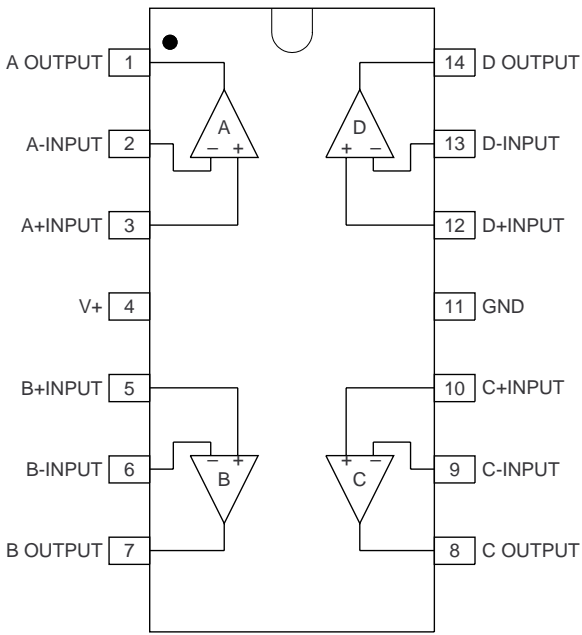 A OUTPUT 1
14 D OUTPUT
A
D
A-INPUT 2
− +
+ −
13 D-INPUT
A+INPUT 3
12 D+INPUT
V+ 4
11 GND
B+INPUT 5
10 C+INPUT
B-INPUT 6
− +
+ −
9 C-INPUT
B
C
B OUTPUT 7
8 C OUTPUT